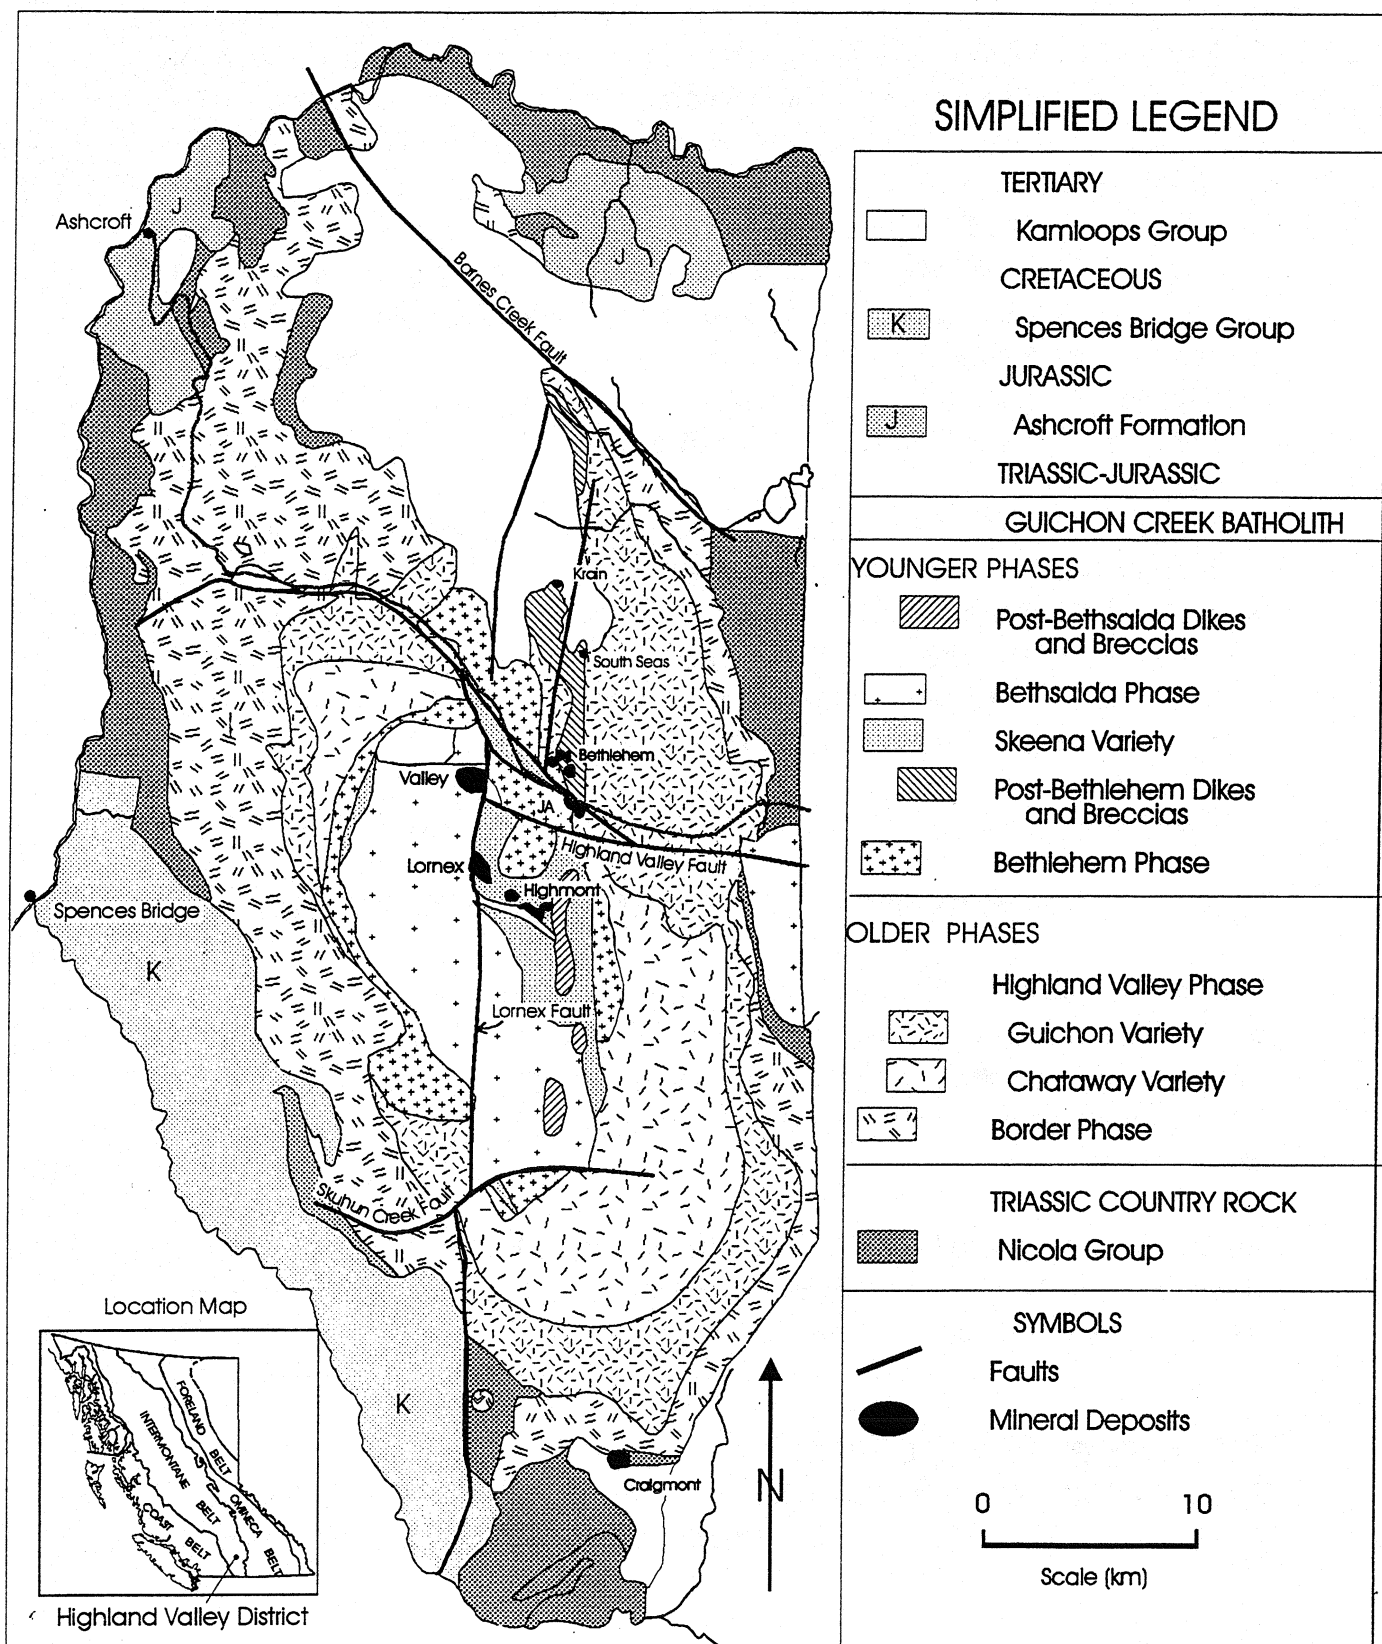 SIMPLIFIED LEGEND
TERTIARY
Kamloops Group
CRETACEOUS
K
Spences Bridge Group
JURASSIC
J
Ashcroft Formation
TRIASSIC-JURASSIC
GUICHON CREEK BATHOLITH
YOUNGER PHASES
Post-Bethsaida Dikes
and Breccias
Bethsaida Phase
Skeena Variety
Post-Bethlehem Dikes
and Breccias
Bethlehem Phase
OLDER PHASES
Highland Valley Phase
Guichon Variety
Chataway Variety
Border Phase
TRIASSIC COUNTRY ROCK
Nicola Group
SYMBOLS
Faults
Mineral Deposits
0 10
Scale (km)
J
Ashcroft
J
Barnes Creek Fault
Krain
South Seas
Bethlehem
Valley
JA
Highland Valley Fault
Lornex
Highmont
Spences Bridge
K
Lornex Fault
Skuhun Creek Fault
K
Craigmont
N
Location Map
FORELAND BELT
INTERMONTANE BELT
OMINECA BELT
COAST BELT
Highland Valley District